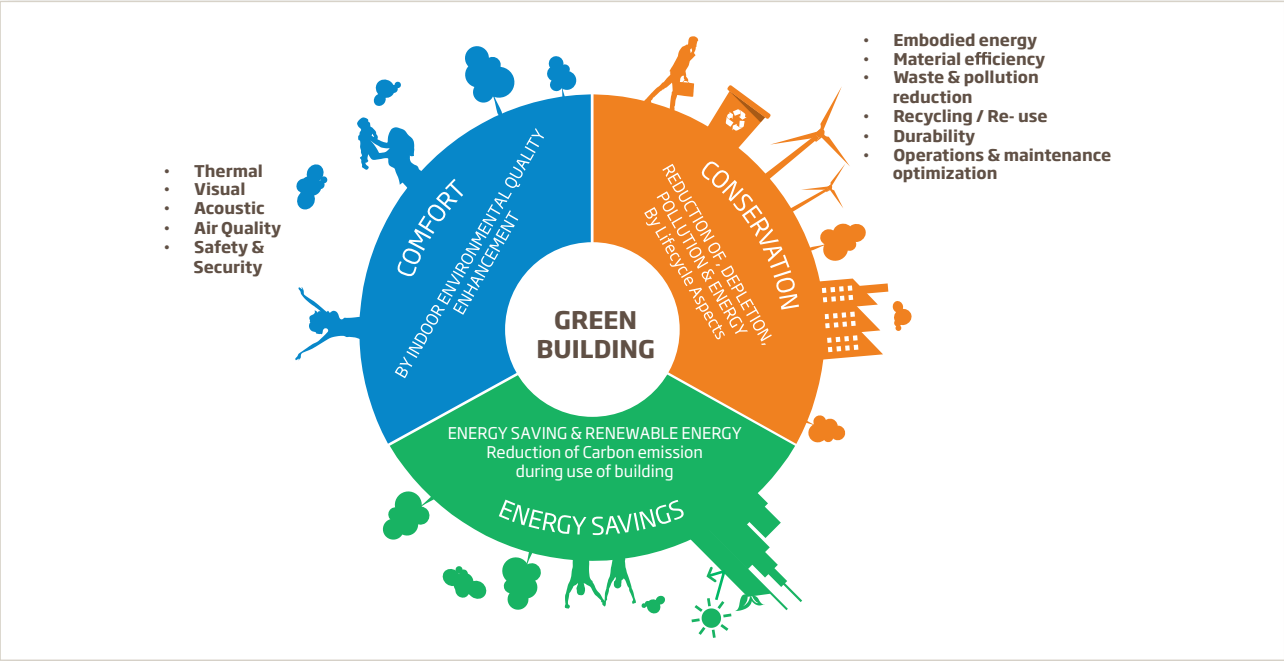 • Embodied energy
• Material efficiency
• Waste & pollution
reduction
• Recycling / Re- use
• Durability
• Operations & maintenance
optimization
• Thermal
• Visual
• Acoustic
• Air Quality
• Safety &
Security
COMFORT
BY INDOOR ENVIRONMENTAL QUALITY
ENHANCEMENT
CONSERVATION
REDUCTION OF, DEPLETION,
POLLUTION & ENERGY
By Lifecycle Aspects
GREEN
BUILDING
ENERGY SAVING & RENEWABLE ENERGY
Reduction of Carbon emission
during use of building
ENERGY SAVINGS